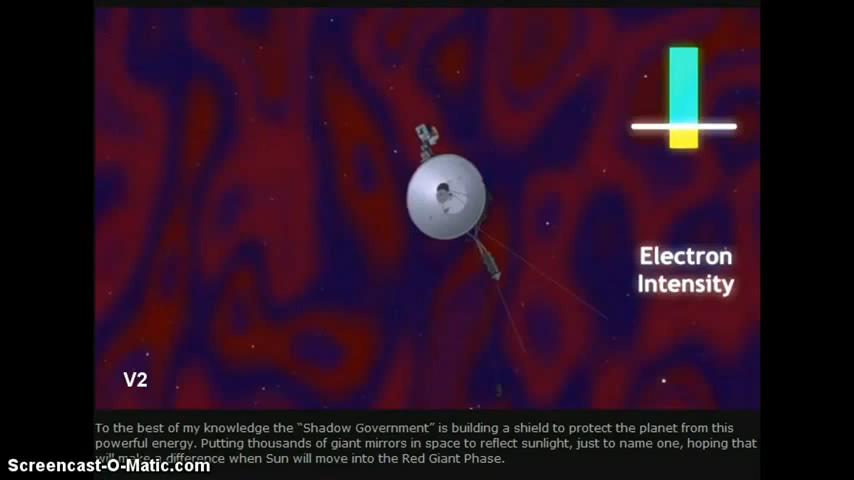 Electron
Intensity
V2
To the best of my knowledge the “Shadow Government” is building a shield to protect the planet from this
powerful energy. Putting thousands of giant mirrors in space to reflect sunlight, just to name one, hoping that
will make a difference when Sun will move into the Red Giant Phase.
Screencast-O-Matic.com